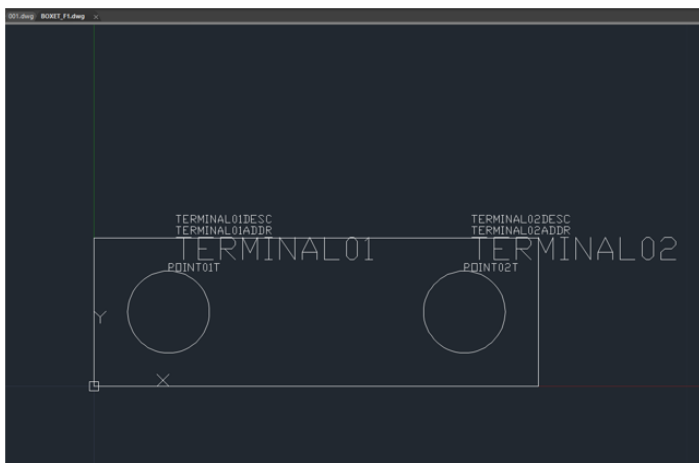 001.dwg BOXET_F1.dwg x
TERMINAL01DESC TERMINAL02DESC
TERMINAL01ADDR TERMINAL02ADDR
TERMINAL01 TERMINAL02
POINT01T POINT02T
Y
X